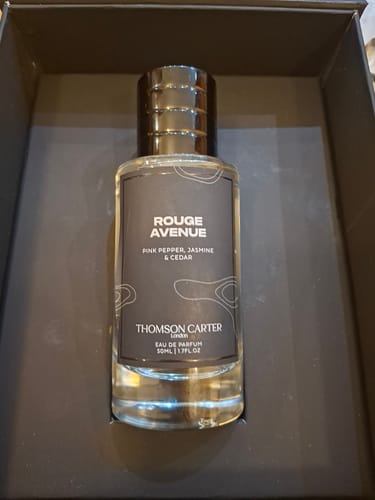 ROUGE
AVENUE
PINK PEPPER, JASMINE
& CEDAR
THOMSON CARTER
London
EAU DE PARFUM
50ML | 1.7FL.OZ